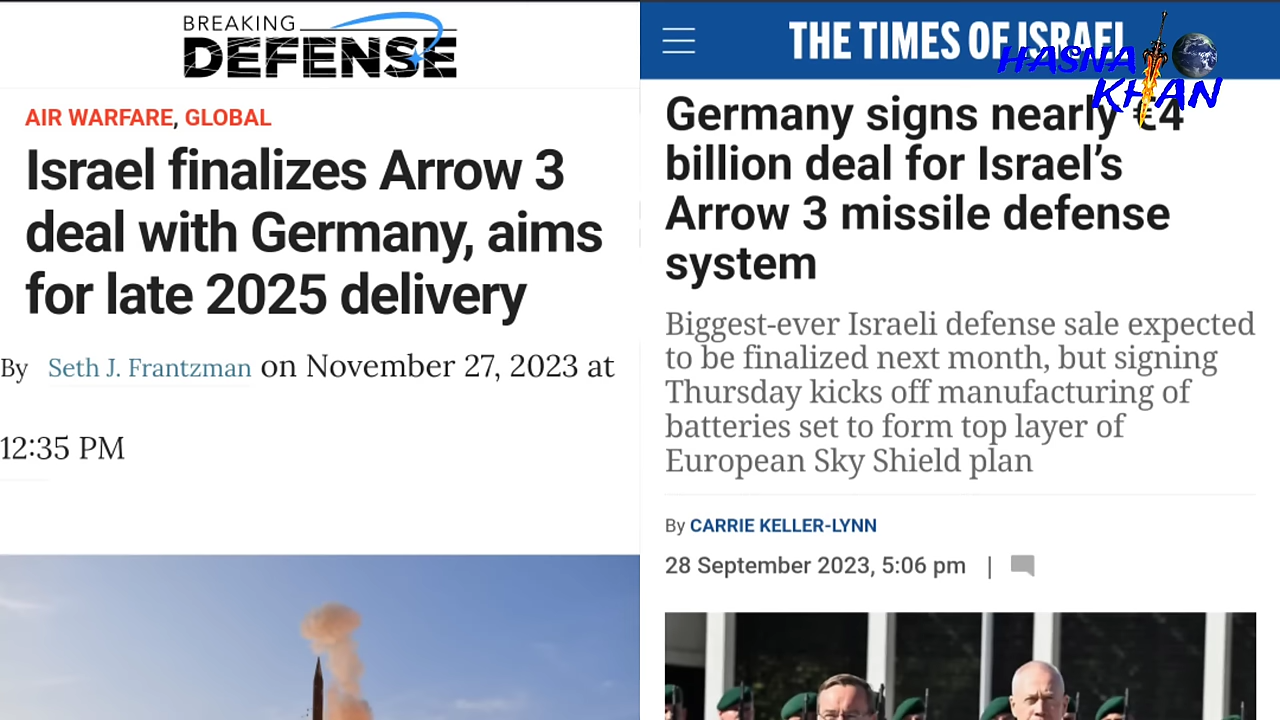 BREAKING
DEFENSE
AIR WARFARE, GLOBAL
Israel finalizes Arrow 3
deal with Germany, aims
for late 2025 delivery
By Seth J. Frantzman on November 27, 2023 at
12:35 PM
THE TIMES OF ISRAEL
HASNA
KHAN
Germany signs nearly €4
billion deal for Israel’s
Arrow 3 missile defense
system
Biggest-ever Israeli defense sale expected
to be finalized next month, but signing
Thursday kicks off manufacturing of
batteries set to form top layer of
European Sky Shield plan
By CARRIE KELLER-LYNN
28 September 2023, 5:06 pm |